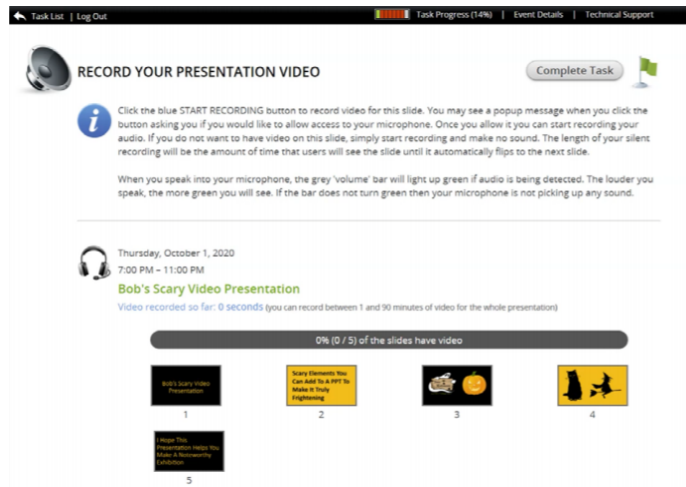 Task List | Log Out
Task Progress (14%) | Event Details | Technical Support
RECORD YOUR PRESENTATION VIDEO
Complete Task
Click the blue START RECORDING button to record video for this slide. You may see a popup message when you click the
button asking you if you would like to allow access to your microphone. Once you allow it you can start recording your
audio. If you do not want to have video on this slide, simply start recording and make no sound. The length of your silent
recording will be the amount of time that users will see the slide until it automatically flips to the next slide.
When you speak into your microphone, the grey 'volume' bar will light up green if audio is being detected. The louder you
speak, the more green you will see. If the bar does not turn green then your microphone is not picking up any sound.
Thursday, October 1, 2020
7:00 PM – 11:00 PM
Bob's Scary Video Presentation
Video recorded so far: 0 seconds (you can record between 1 and 90 minutes of video for the whole presentation)
0% (0 / 5) of the slides have video
Bob's Scary Video
Presentation
1
Scary Elements You
Can Add To A PPT To
Make It Truly
Frightening
2
3
4
I Hope This
Presentation Helps You
Make A Noteworthy
Exhibition
5